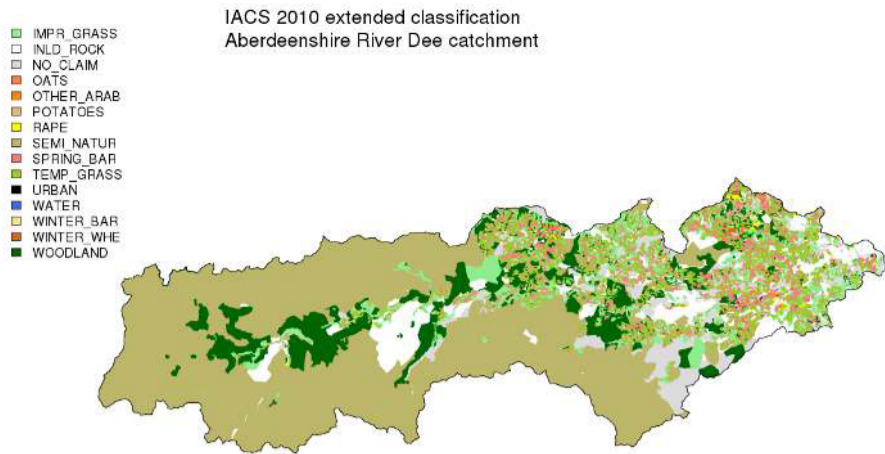 IACS 2010 extended classification
Aberdeenshire River Dee catchment
IMPR_GRASS
INLD_ROCK
NO_CLAIM
OATS
OTHER_ARAB
POTATOES
RAPE
SEMI_NATUR
SPRING_BAR
TEMP_GRASS
URBAN
WATER
WINTER_BAR
WINTER_WHE
WOODLAND